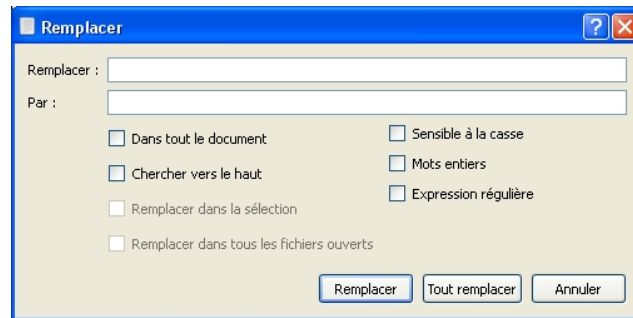 Remplacer
Remplacer :
Par :
Dans tout le document
Sensible à la casse
Chercher vers le haut
Mots entiers
Expression régulière
Remplacer dans la sélection
Remplacer dans tous les fichiers ouverts
Remplacer
Tout remplacer
Annuler